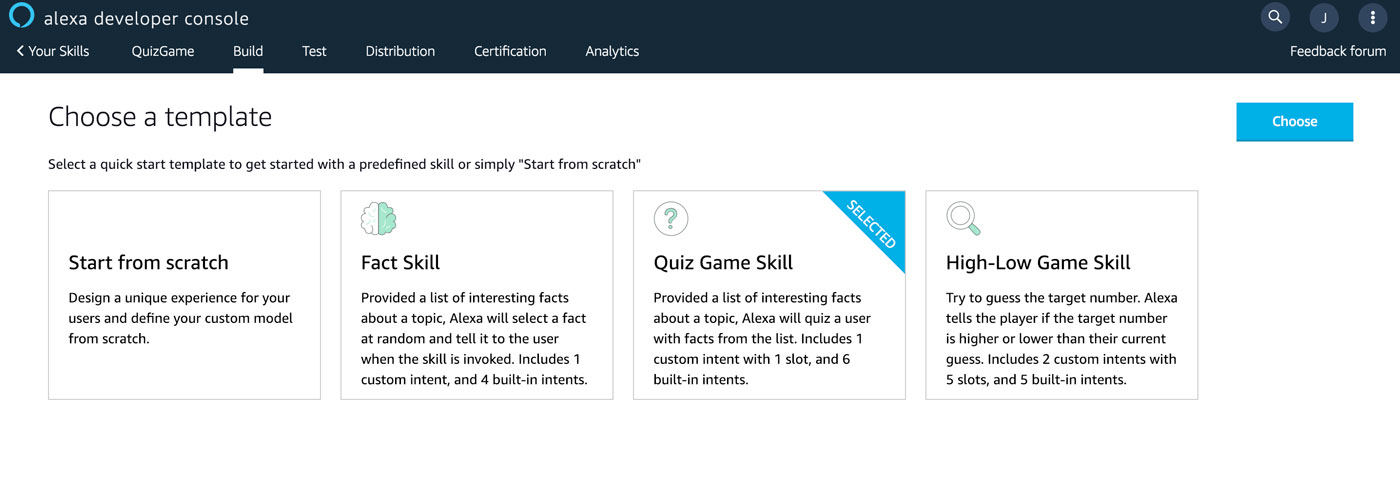 alexa developer console
J
Your Skills
QuizGame
Build
Test
Distribution
Certification
Analytics
Feedback forum
Choose a template
Choose
Select a quick start template to get started with a predefined skill or simply "Start from scratch"
Start from scratch
Design a unique experience for your
users and define your custom model
from scratch.
Fact Skill
Provided a list of interesting facts
about a topic, Alexa will select a fact
at random and tell it to the user
when the skill is invoked. Includes 1
custom intent, and 4 built-in intents.
?
SELECTED
Quiz Game Skill
Provided a list of interesting facts
about a topic, Alexa will quiz a user
with facts from the list. Includes 1
custom intent with 1 slot, and 6
built-in intents.
High-Low Game Skill
Try to guess the target number. Alexa
tells the player if the target number
is higher or lower than their current
guess. Includes 2 custom intents with
5 slots, and 5 built-in intents.